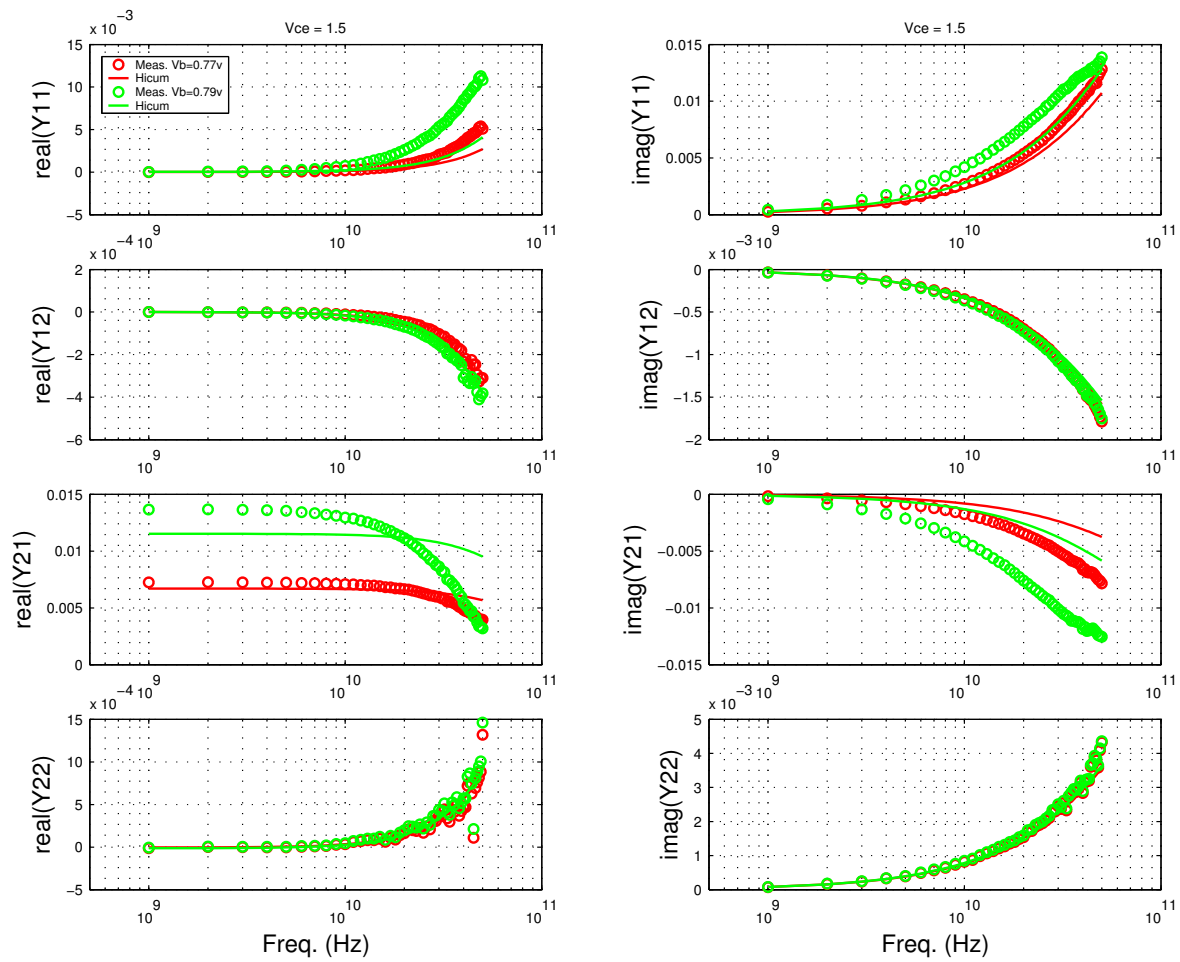 x 10^-3
Vce = 1.5
15
10
5
0
-5
real(Y11)
Meas. Vb=0.77v
Hicum
Meas. Vb=0.79v
Hicum
10^9
10^10
10^11
Vce = 1.5
0.015
0.01
0.005
0
imag(Y11)
10^9
10^10
10^11
x 10^-4
2
0
-2
-4
-6
real(Y12)
10^9
10^10
10^11
x 10^-3
0
-0.5
-1
-1.5
-2
imag(Y12)
10^9
10^10
10^11
0.015
0.01
0.005
0
real(Y21)
10^9
10^10
10^11
0
-0.005
-0.01
-0.015
imag(Y21)
10^9
10^10
10^11
x 10^-4
15
10
5
0
-5
real(Y22)
10^9
10^10
10^11
Freq. (Hz)
x 10^-3
5
4
3
2
1
0
imag(Y22)
10^9
10^10
10^11
Freq. (Hz)